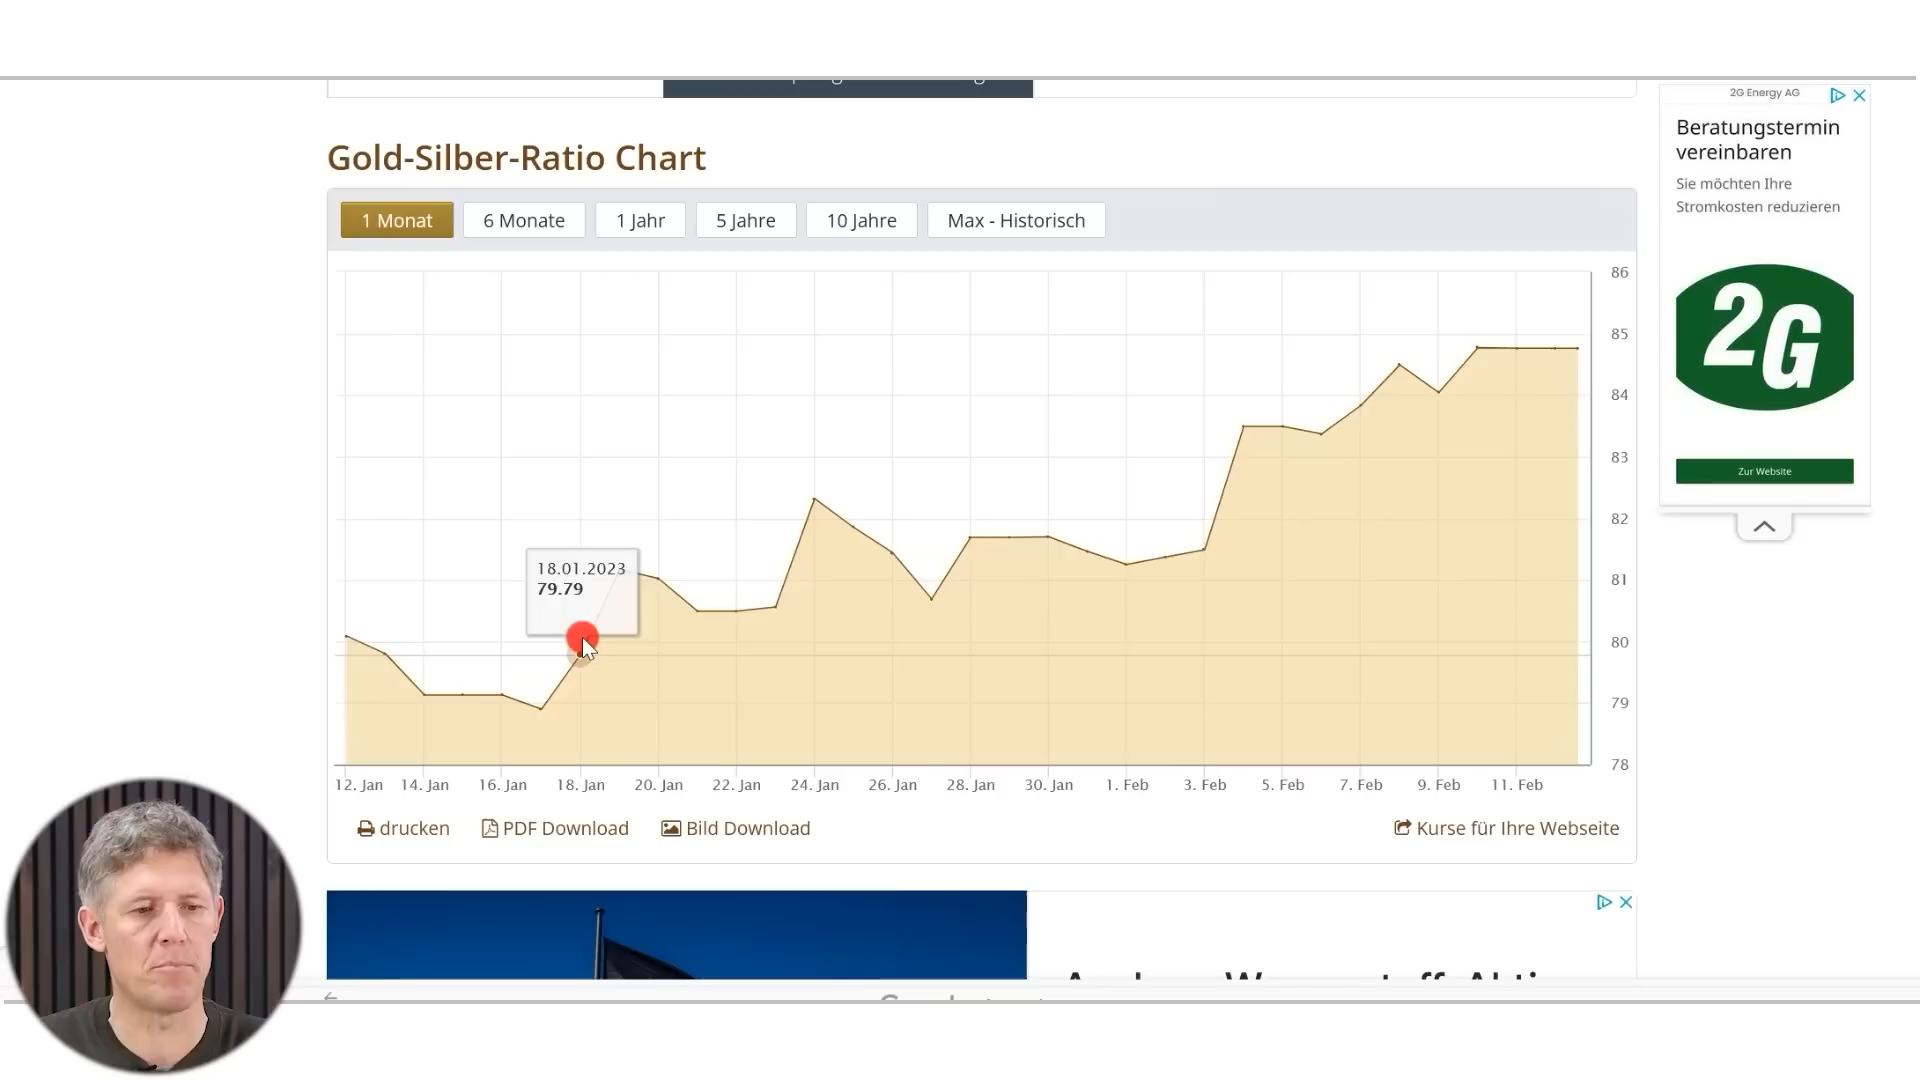 2G Energy AG
Beratungstermin
vereinbaren
Sie möchten Ihre
Stromkosten reduzieren
2G
Zur Website
Gold-Silber-Ratio Chart
1 Monat
6 Monate
1 Jahr
5 Jahre
10 Jahre
Max - Historisch
86
85
84
83
82
81
80
79
78
18.01.2023
79.79
12. Jan
14. Jan
16. Jan
18. Jan
20. Jan
22. Jan
24. Jan
26. Jan
28. Jan
30. Jan
1. Feb
3. Feb
5. Feb
7. Feb
9. Feb
11. Feb
drucken
PDF Download
Bild Download
Kurse für Ihre Webseite